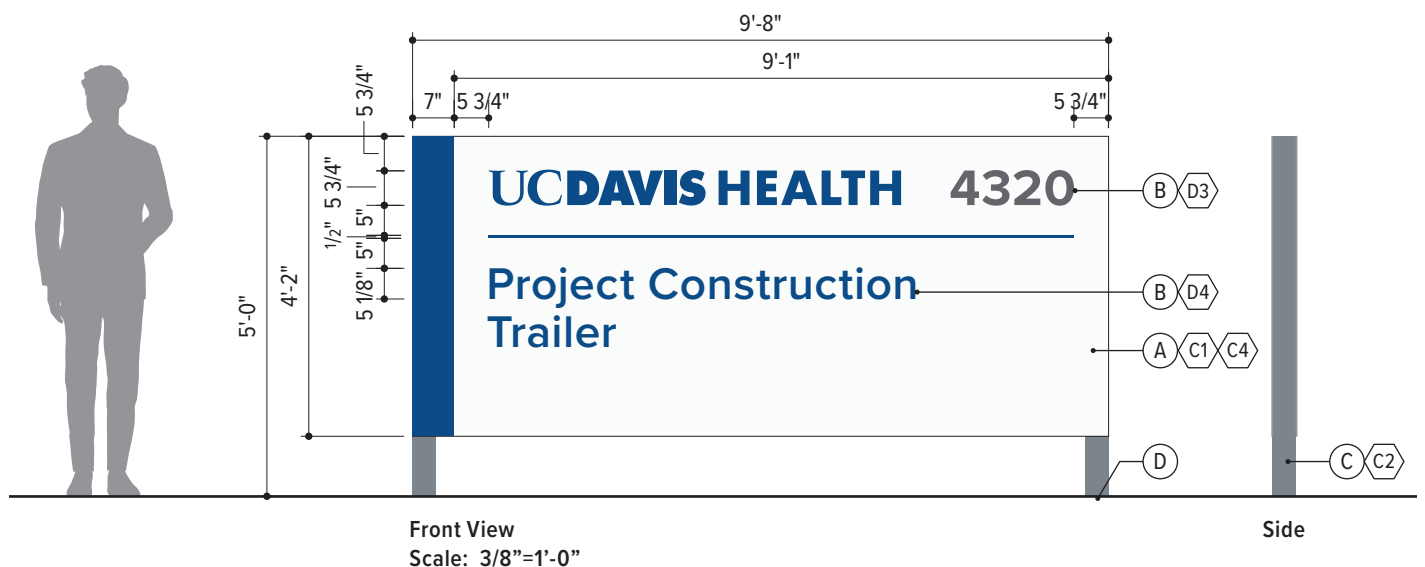 9'-8"
9'-1"
7" 5 3/4" 5 3/4"
5 3/4"
5 3/4"
5"
1/2"
5"
5 1/8"
4'-2"
5'-0"
UCDAVIS HEALTH 4320
B D3
Project Construction
Trailer
B D4
A C1 C4
D
C C2
Front View
Scale: 3/8”=1’-0”
Side